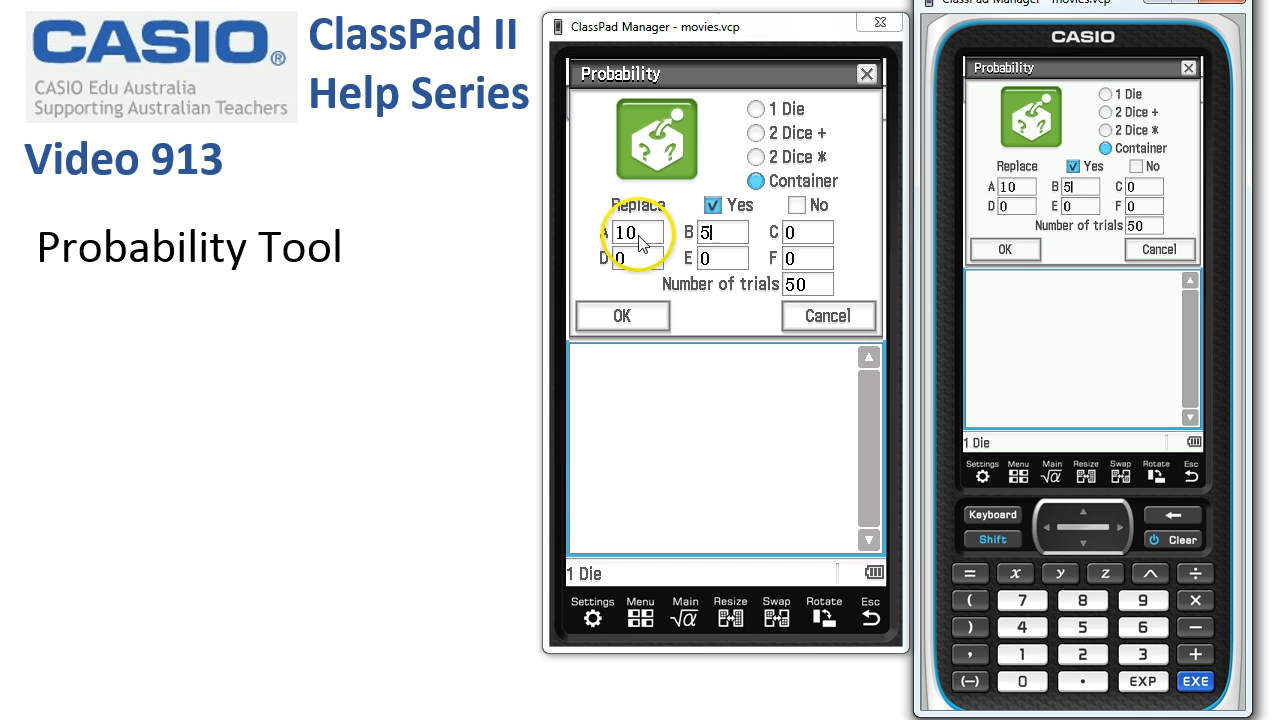 CASIO®
CASIO Edu Australia
Supporting Australian Teachers
ClassPad II
Help Series
Video 913
Probability Tool
ClassPad Manager - movies.vcp
Probability
? ?
1 Die
2 Dice +
2 Dice *
Container
Replace Yes No
A 10 B 5 C 0
D 0 E 0 F 0
Number of trials 50
OK Cancel
1 Die
Settings Menu Main Resize Swap Rotate Esc
√α
ClassPad Manager - movies.vcp
CASIO
Probability
? ?
1 Die
2 Dice +
2 Dice *
Container
Replace Yes No
A 10 B 5 C 0
D 0 E 0 F 0
Number of trials 50
OK Cancel
1 Die
Settings Menu Main Resize Swap Rotate Esc
√α
Keyboard
Shift Clear
= x y z ^ ÷
( 7 8 9 ×
) 4 5 6 −
, 1 2 3 +
(−) 0 • EXP EXE